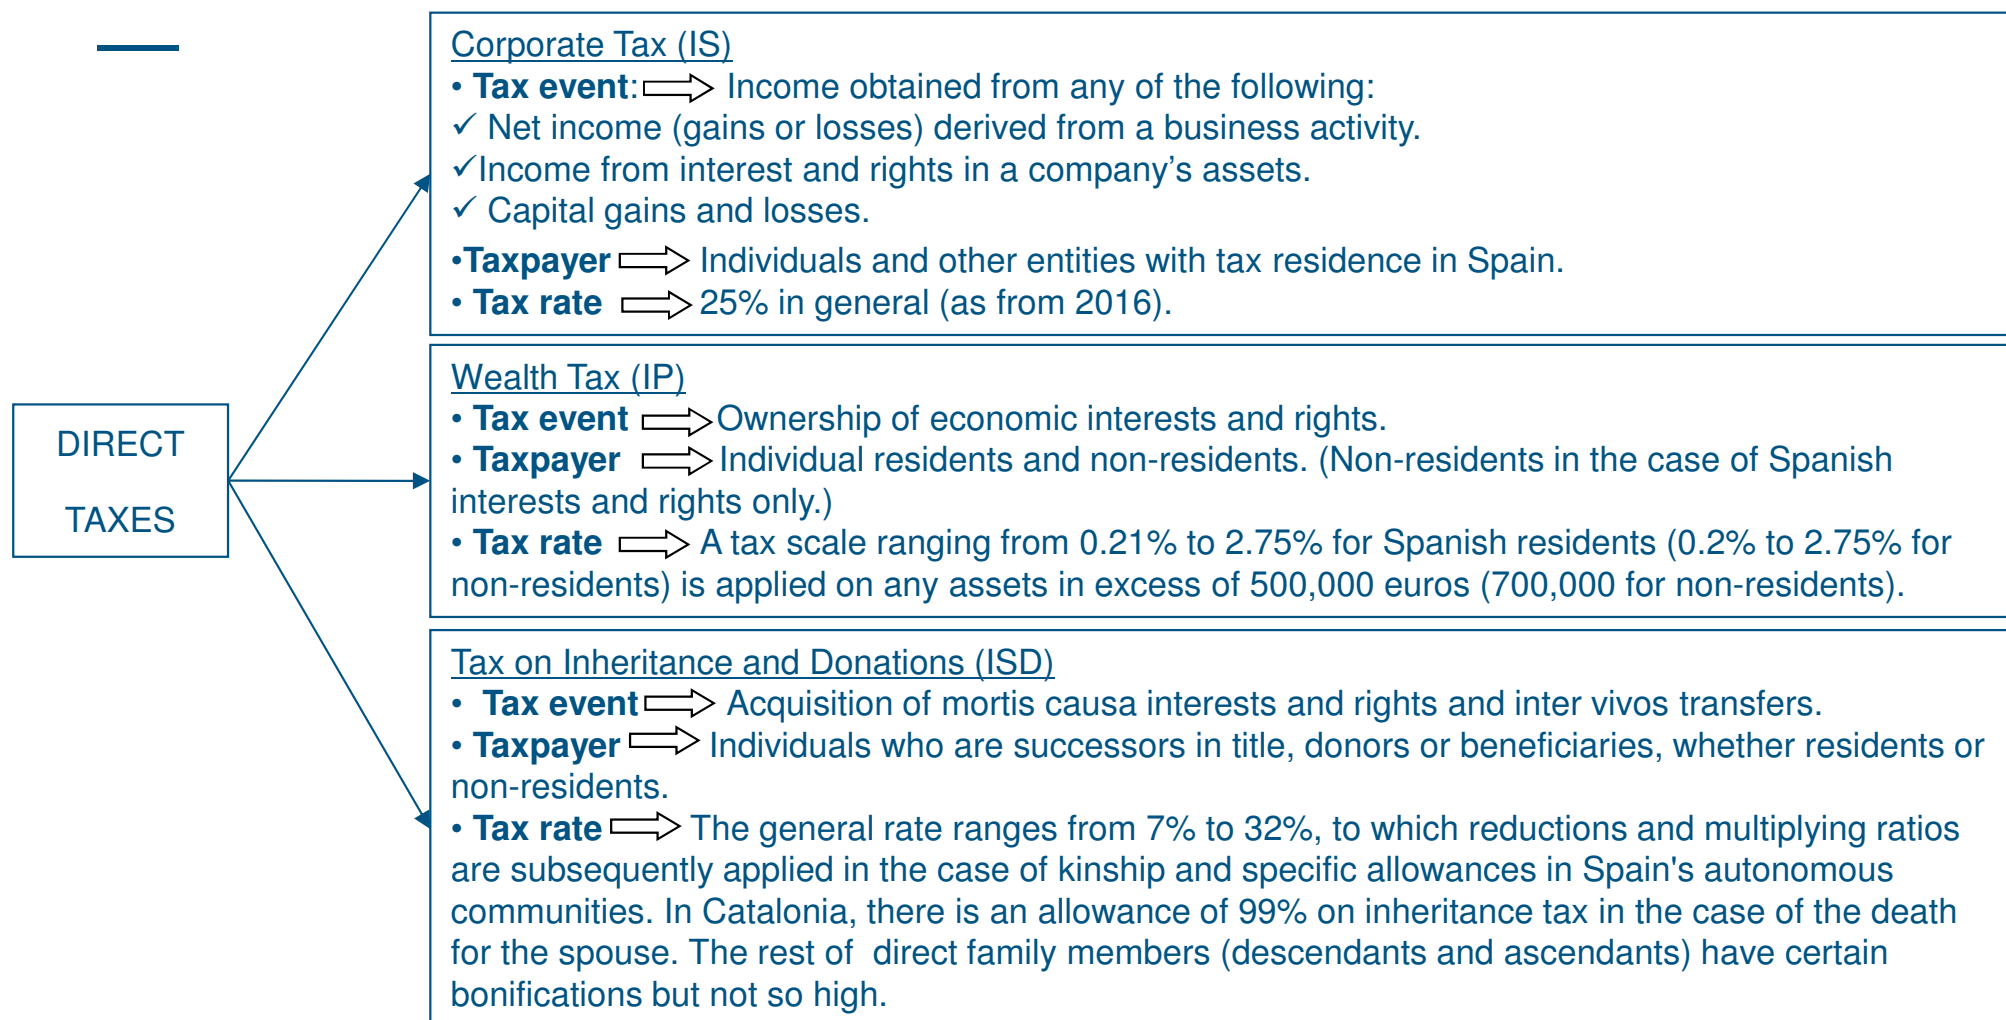 Corporate Tax (IS)
• Tax event: Income obtained from any of the following:
✓ Net income (gains or losses) derived from a business activity.
✓Income from interest and rights in a company’s assets.
✓ Capital gains and losses.
•Taxpayer Individuals and other entities with tax residence in Spain.
• Tax rate 25% in general (as from 2016).
DIRECT
TAXES
Wealth Tax (IP)
• Tax event Ownership of economic interests and rights.
• Taxpayer Individual residents and non-residents. (Non-residents in the case of Spanish
interests and rights only.)
• Tax rate A tax scale ranging from 0.21% to 2.75% for Spanish residents (0.2% to 2.75% for
non-residents) is applied on any assets in excess of 500,000 euros (700,000 for non-residents).
Tax on Inheritance and Donations (ISD)
• Tax event Acquisition of mortis causa interests and rights and inter vivos transfers.
• Taxpayer Individuals who are successors in title, donors or beneficiaries, whether residents or
non-residents.
• Tax rate The general rate ranges from 7% to 32%, to which reductions and multiplying ratios
are subsequently applied in the case of kinship and specific allowances in Spain's autonomous
communities. In Catalonia, there is an allowance of 99% on inheritance tax in the case of the death
for the spouse. The rest of direct family members (descendants and ascendants) have certain
bonifications but not so high.